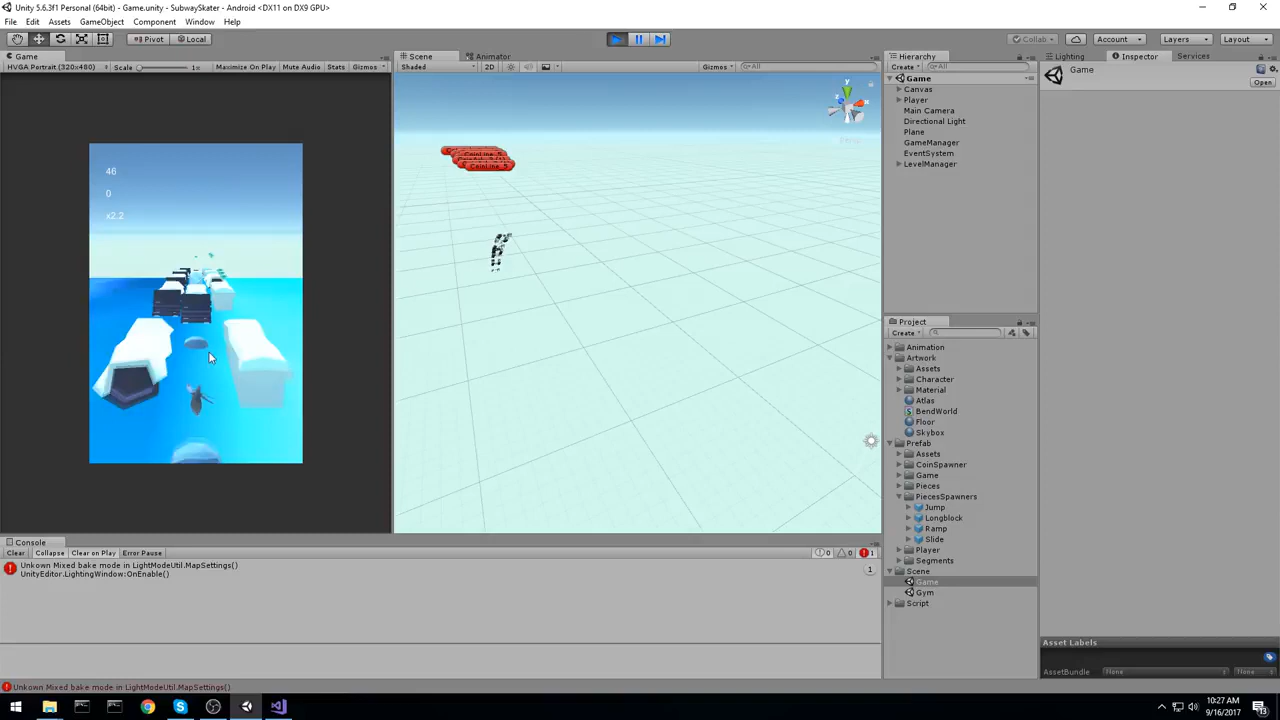 Unity 5.6.3f1 Personal (64bit) - Game.unity - SubwaySkater - Android <DX11 on DX9 GPU>
File Edit Assets GameObject Component Window Help
Pivot Local
Collab Account Layers Layout
Game
HVGA Portrait (320x480) Scale 1x Maximize On Play Mute Audio Stats Gizmos
46
0
x2.2
Scene Animator
Shaded 2D Gizmos All
y
x
z
Persp
CoinLine_5
CoinLine_5
Hierarchy
Create All
Game
Canvas
Player
Main Camera
Directional Light
Plane
GameManager
EventSystem
LevelManager
Project
Create
Animation
Artwork
Assets
Character
Material
Atlas
BendWorld
Floor
Skybox
Prefab
Assets
CoinSpawner
Game
Pieces
PiecesSpawners
Jump
Longblock
Ramp
Slide
Player
Segments
Scene
Game
Gym
Script
Lighting Inspector Services
Game
Open
Asset Labels
AssetBundle None None
Console
Clear Collapse Clear on Play Error Pause 0 0 1
Unkown Mixed bake mode in LightModeUtil.MapSettings()
UnityEditor.LightingWindow:OnEnable()
1
Unkown Mixed bake mode in LightModeUtil.MapSettings()
10:27 AM
9/16/2017
13